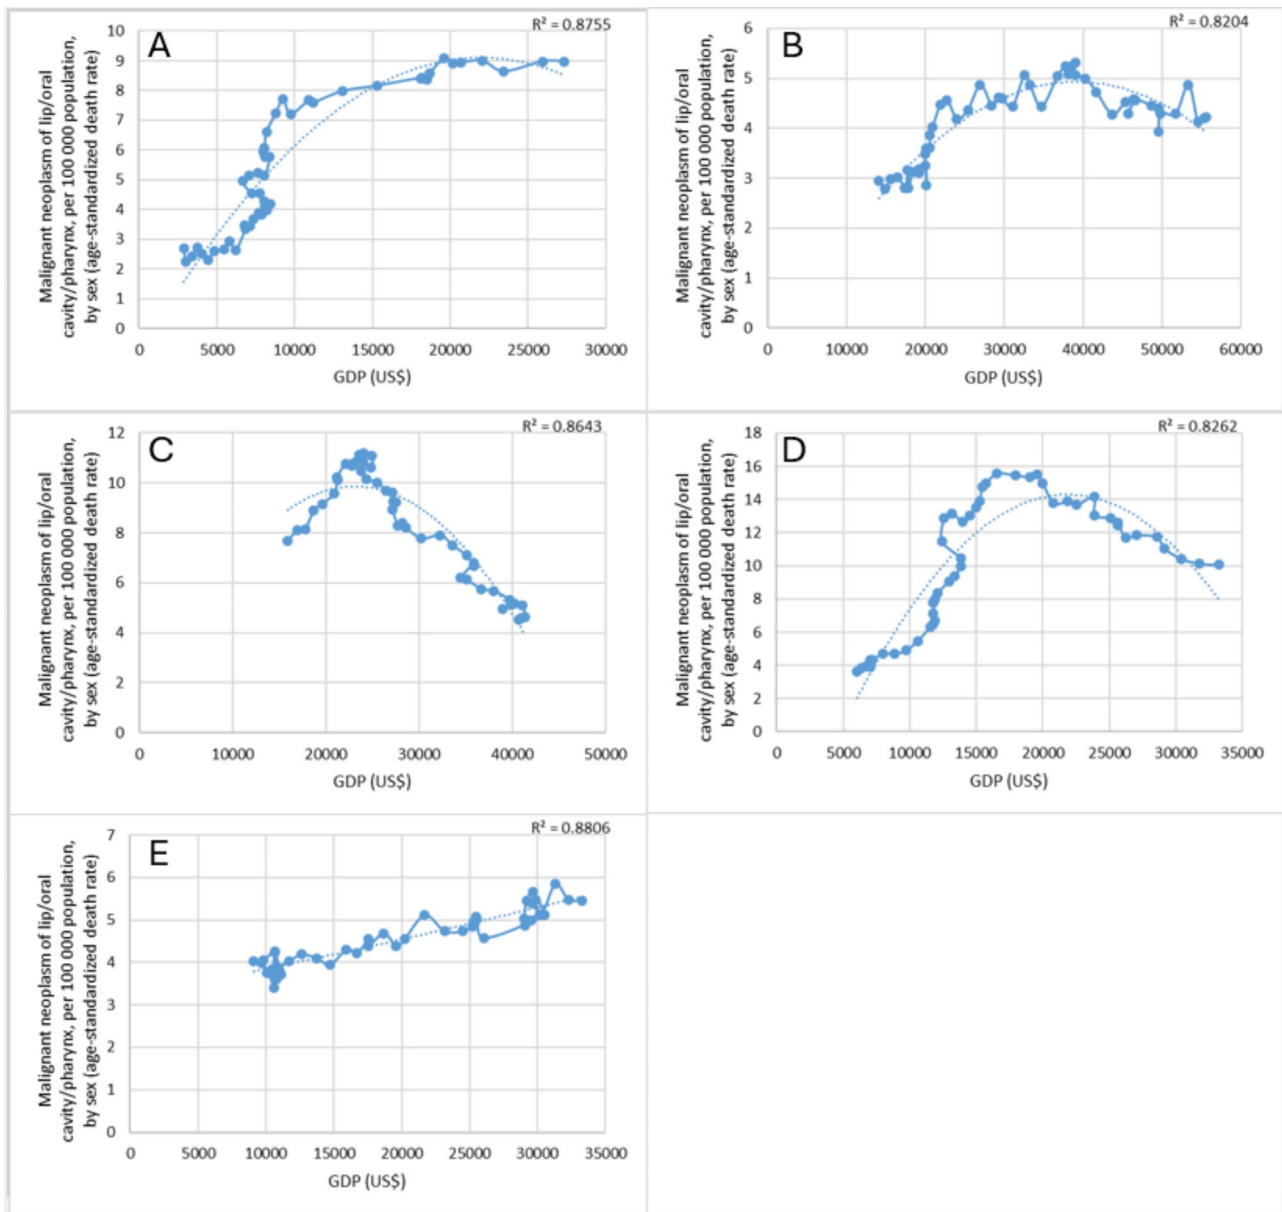 R² = 0.8755
A
Malignant neoplasm of lip/oral
cavity/pharynx, per 100 000 population,
by sex (age-standardized death rate)
10
9
8
7
6
5
4
3
2
1
0
0 5000 10000 15000 20000 25000 30000
GDP (US$)
R² = 0.8204
B
Malignant neoplasm of lip/oral
cavity/pharynx, per 100 000 population,
by sex (age-standardized death rate)
6
5
4
3
2
1
0
0 10000 20000 30000 40000 50000 60000
GDP (US$)
R² = 0.8643
C
Malignant neoplasm of lip/oral
cavity/pharynx, per 100 000 population,
by sex (age-standardized death rate)
12
10
8
6
4
2
0
0 10000 20000 30000 40000 50000
GDP (US$)
R² = 0.8262
D
Malignant neoplasm of lip/oral
cavity/pharynx, per 100 000 population,
by sex (age-standardized death rate)
18
16
14
12
10
8
6
4
2
0
0 5000 10000 15000 20000 25000 30000 35000
GDP (US$)
R² = 0.8806
E
Malignant neoplasm of lip/oral
cavity/pharynx, per 100 000 population,
by sex (age-standardized death rate)
7
6
5
4
3
2
1
0
0 5000 10000 15000 20000 25000 30000 35000
GDP (US$)